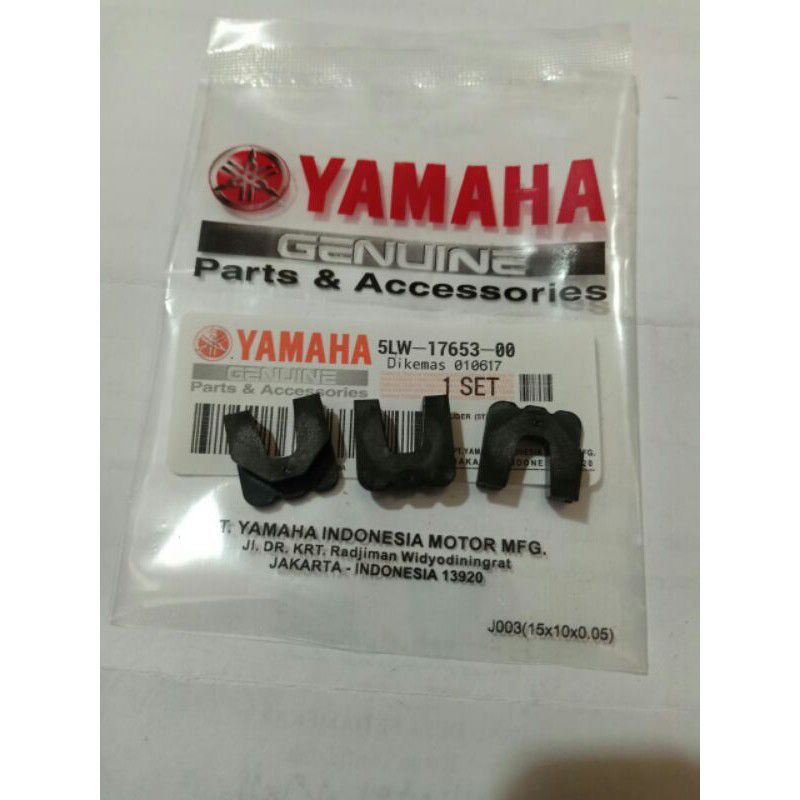 YAMAHA
GENUINE
Parts & Accessories
YAMAHA 5LW-17653-00
Dikemas 010617
GENUINE
Parts & Accessories
1 SET
YAMAHA INDONESIA MOTOR MFG.
Jl. DR. KRT. Radjiman Widyodiningrat
JAKARTA - INDONESIA 13920
J003(15x10x0.05)